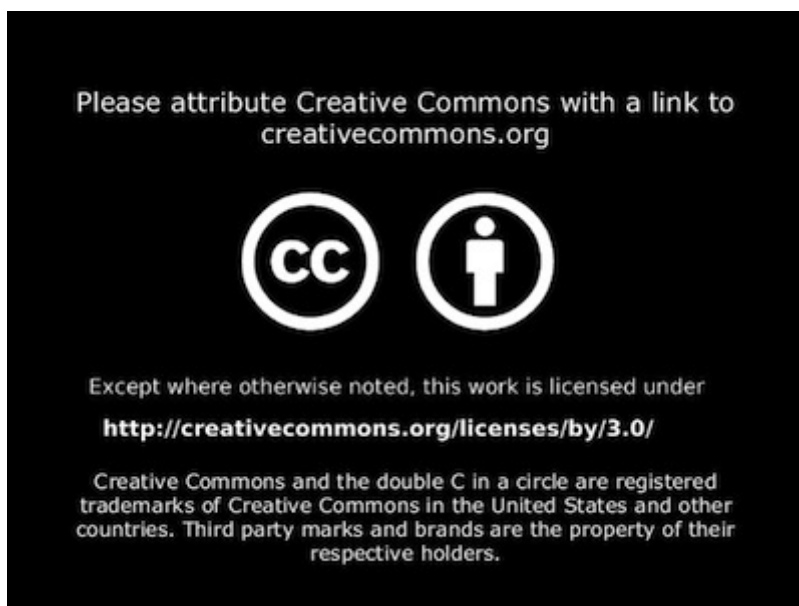 Please attribute Creative Commons with a link to
creativecommons.org
cc
Except where otherwise noted, this work is licensed under
http://creativecommons.org/licenses/by/3.0/
Creative Commons and the double C in a circle are registered
trademarks of Creative Commons in the United States and other
countries. Third party marks and brands are the property of their
respective holders.